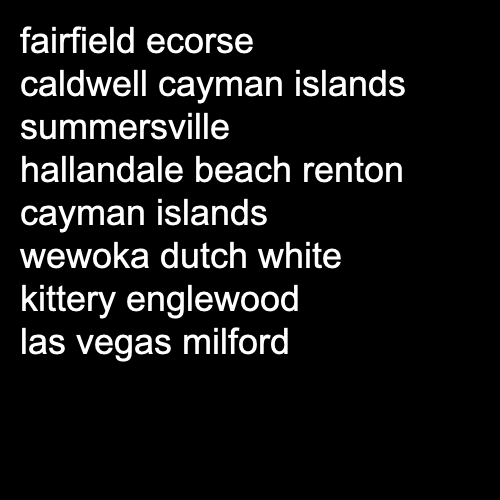 fairfield ecorse
caldwell cayman islands
summersville
hallandale beach renton
cayman islands
wewoka dutch white
kittery englewood
las vegas milford